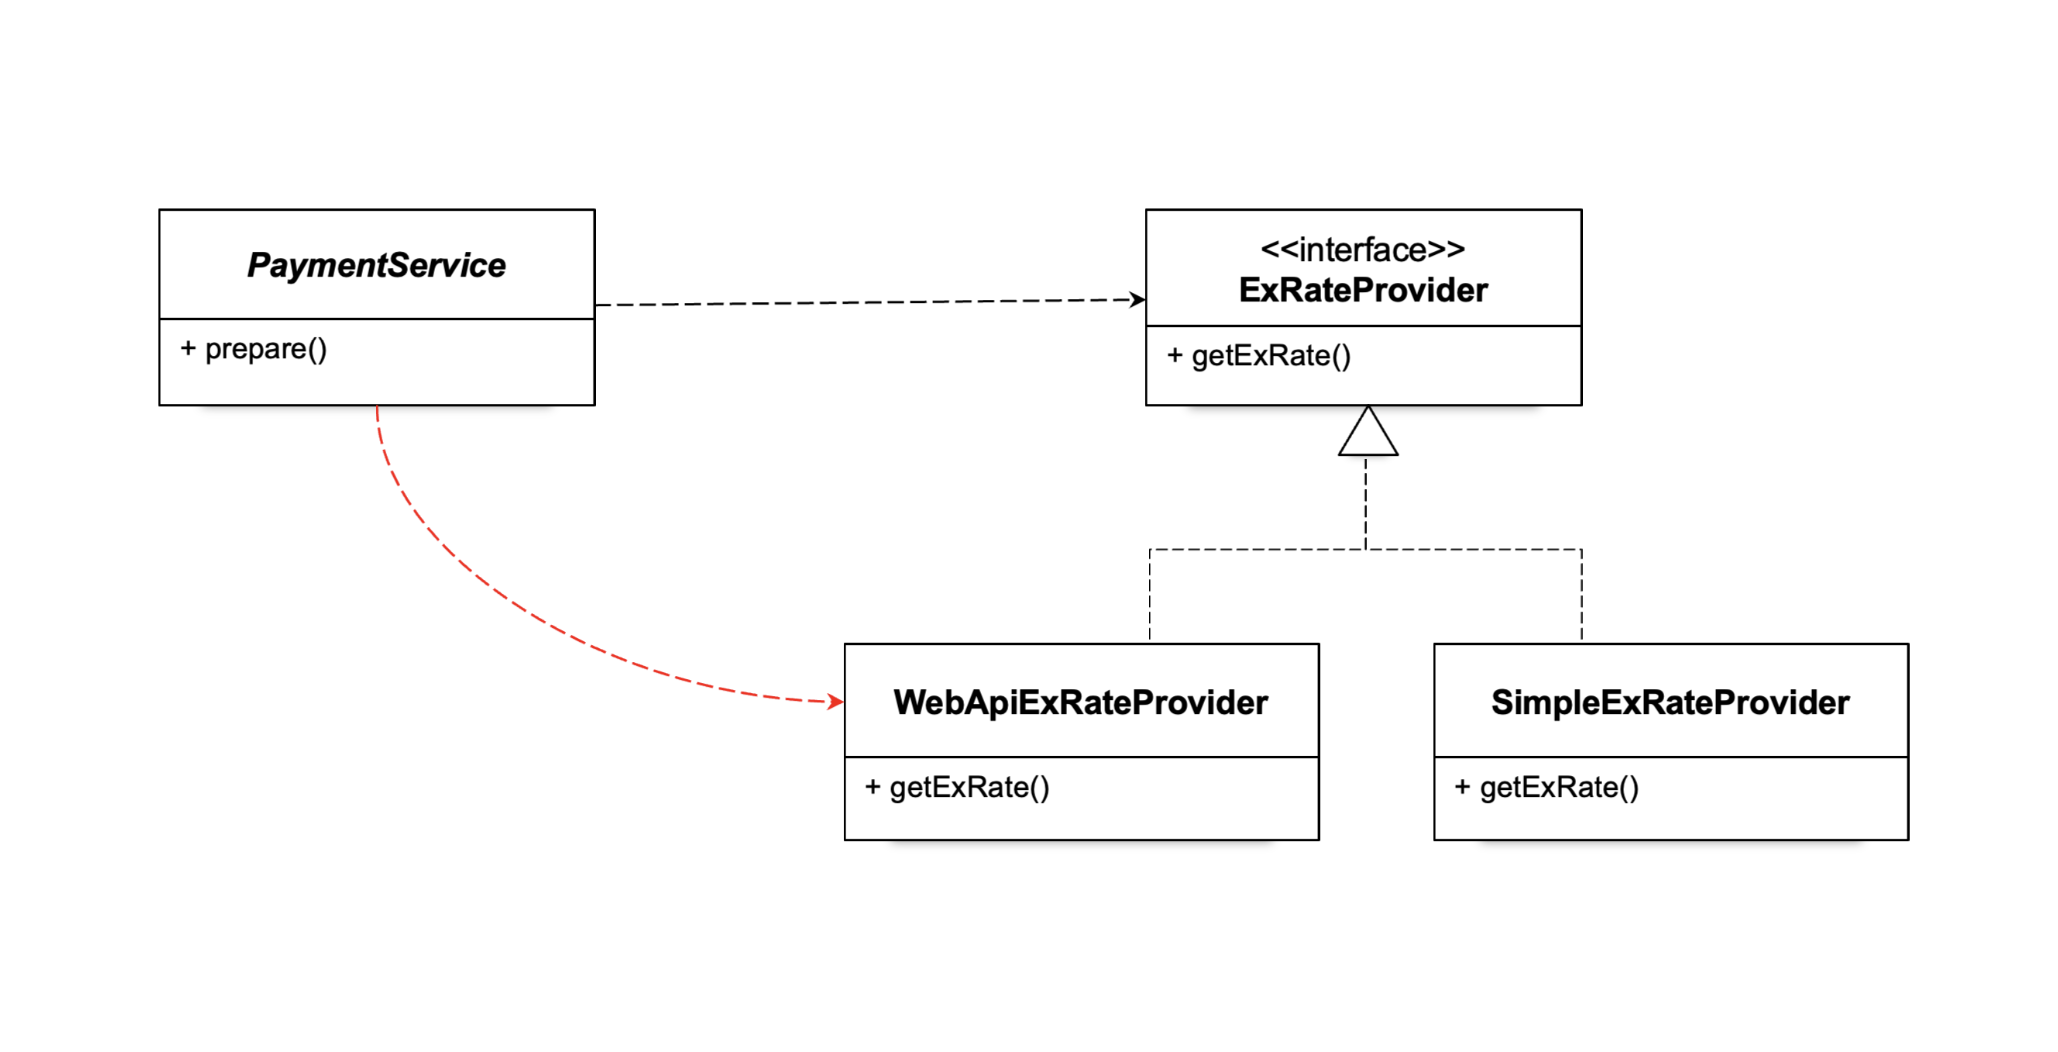 PaymentService
+ prepare()
<<interface>>
ExRateProvider
+ getExRate()
WebApiExRateProvider
+ getExRate()
SimpleExRateProvider
+ getExRate()